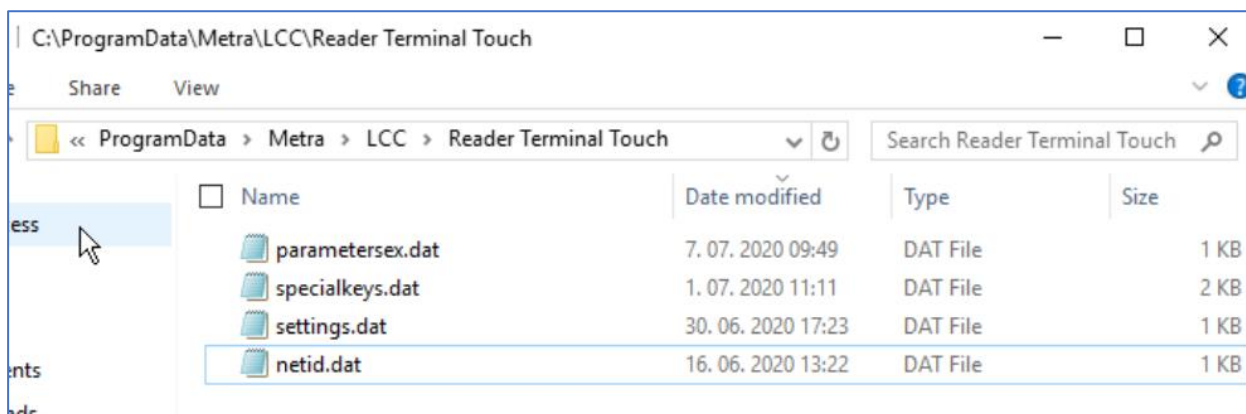 C:\ProgramData\Metra\LCC\Reader Terminal Touch
Share View
« ProgramData > Metra > LCC > Reader Terminal Touch Search Reader Terminal Touch
Name Date modified Type Size
ess
parametersex.dat 7. 07. 2020 09:49 DAT File 1 KB
specialkeys.dat 1. 07. 2020 11:11 DAT File 2 KB
settings.dat 30. 06. 2020 17:23 DAT File 1 KB
netid.dat 16. 06. 2020 13:22 DAT File 1 KB
ents